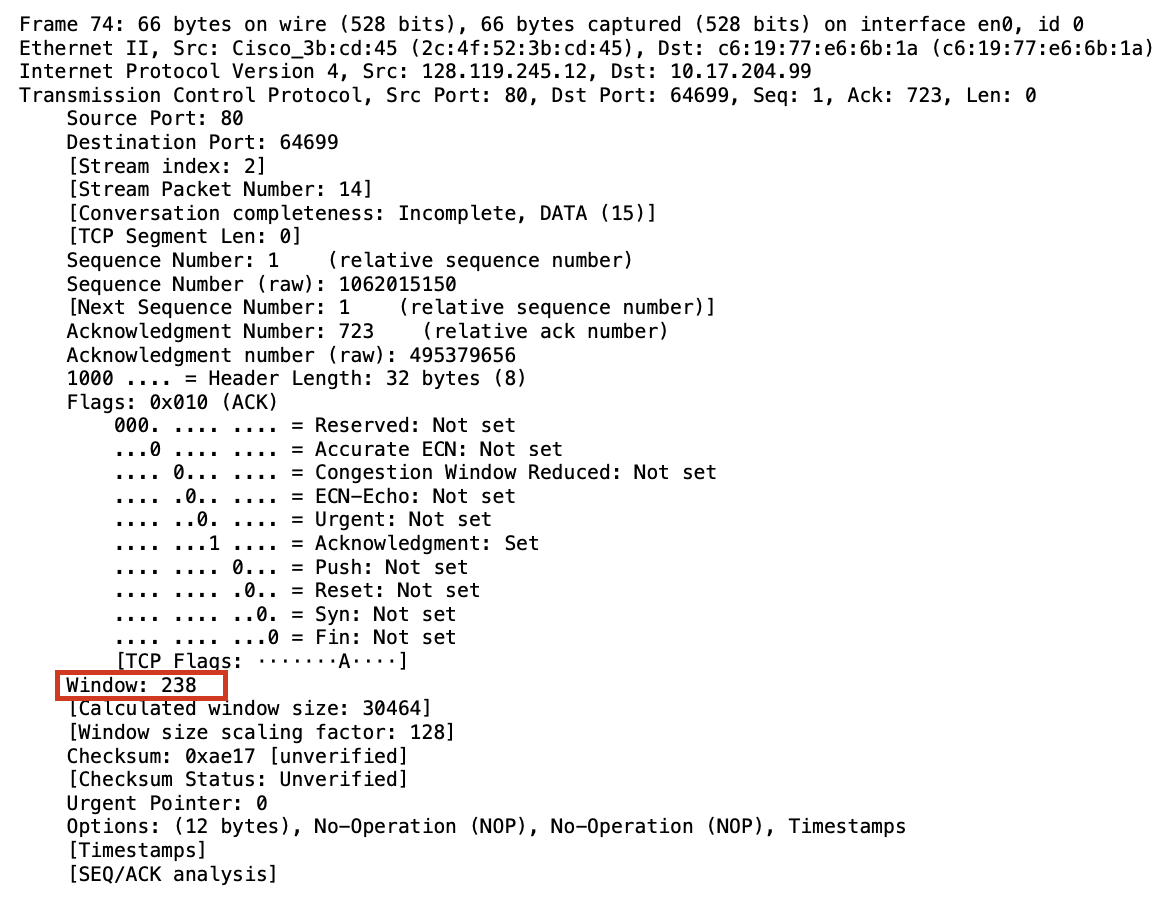 Frame 74: 66 bytes on wire (528 bits), 66 bytes captured (528 bits) on interface en0, id 0
Ethernet II, Src: Cisco_3b:cd:45 (2c:4f:52:3b:cd:45), Dst: c6:19:77:e6:6b:1a (c6:19:77:e6:6b:1a)
Internet Protocol Version 4, Src: 128.119.245.12, Dst: 10.17.204.99
Transmission Control Protocol, Src Port: 80, Dst Port: 64699, Seq: 1, Ack: 723, Len: 0
    Source Port: 80
    Destination Port: 64699
    [Stream index: 2]
    [Stream Packet Number: 14]
    [Conversation completeness: Incomplete, DATA (15)]
    [TCP Segment Len: 0]
    Sequence Number: 1    (relative sequence number)
    Sequence Number (raw): 1062015150
    [Next Sequence Number: 1    (relative sequence number)]
    Acknowledgment Number: 723    (relative ack number)
    Acknowledgment number (raw): 495379656
    1000 .... = Header Length: 32 bytes (8)
    Flags: 0x010 (ACK)
        000. .... .... = Reserved: Not set
        ...0 .... .... = Accurate ECN: Not set
        .... 0... .... = Congestion Window Reduced: Not set
        .... .0.. .... = ECN-Echo: Not set
        .... ..0. .... = Urgent: Not set
        .... ...1 .... = Acknowledgment: Set
        .... .... 0... = Push: Not set
        .... .... .0.. = Reset: Not set
        .... .... ..0. = Syn: Not set
        .... .... ...0 = Fin: Not set
        [TCP Flags: ·······A····]
    Window: 238
    [Calculated window size: 30464]
    [Window size scaling factor: 128]
    Checksum: 0xae17 [unverified]
    [Checksum Status: Unverified]
    Urgent Pointer: 0
    Options: (12 bytes), No-Operation (NOP), No-Operation (NOP), Timestamps
    [Timestamps]
    [SEQ/ACK analysis]